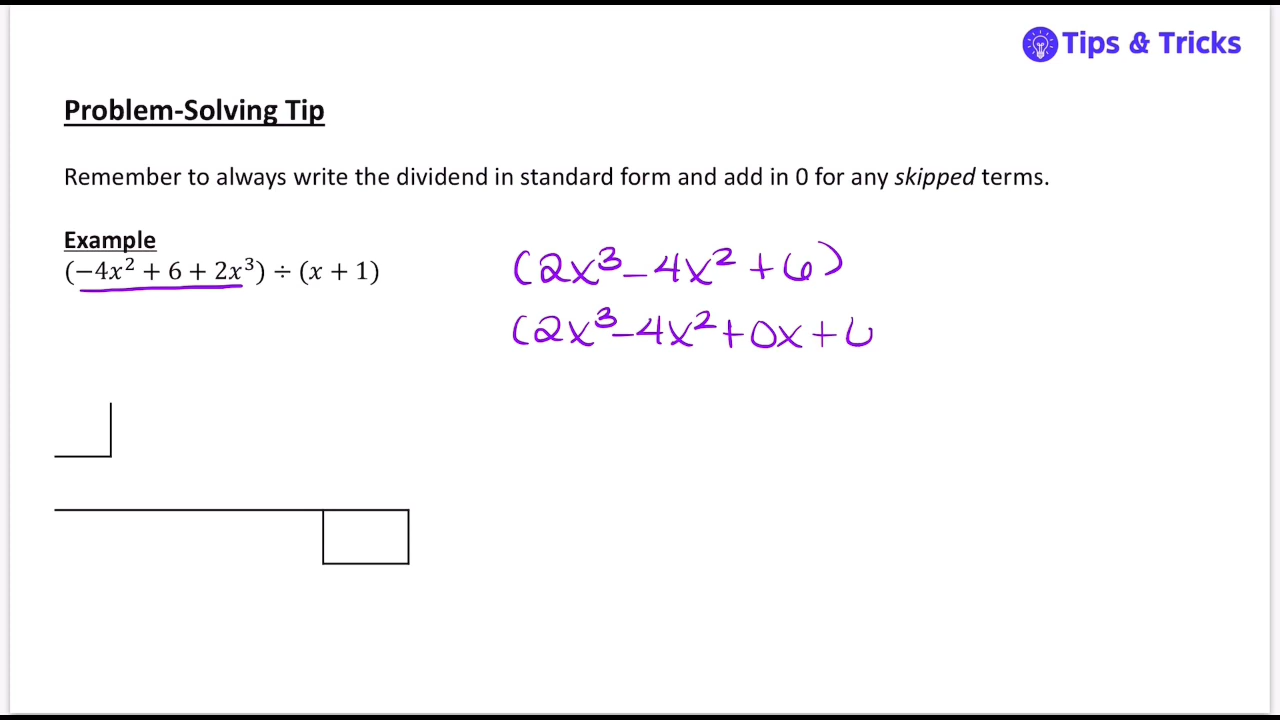 Tips & Tricks
Problem-Solving Tip
Remember to always write the dividend in standard form and add in 0 for any skipped terms.
Example
(−4x² + 6 + 2x³) ÷ (x + 1)
(2x³ − 4x² + 6)
(2x³ − 4x² + 0x +